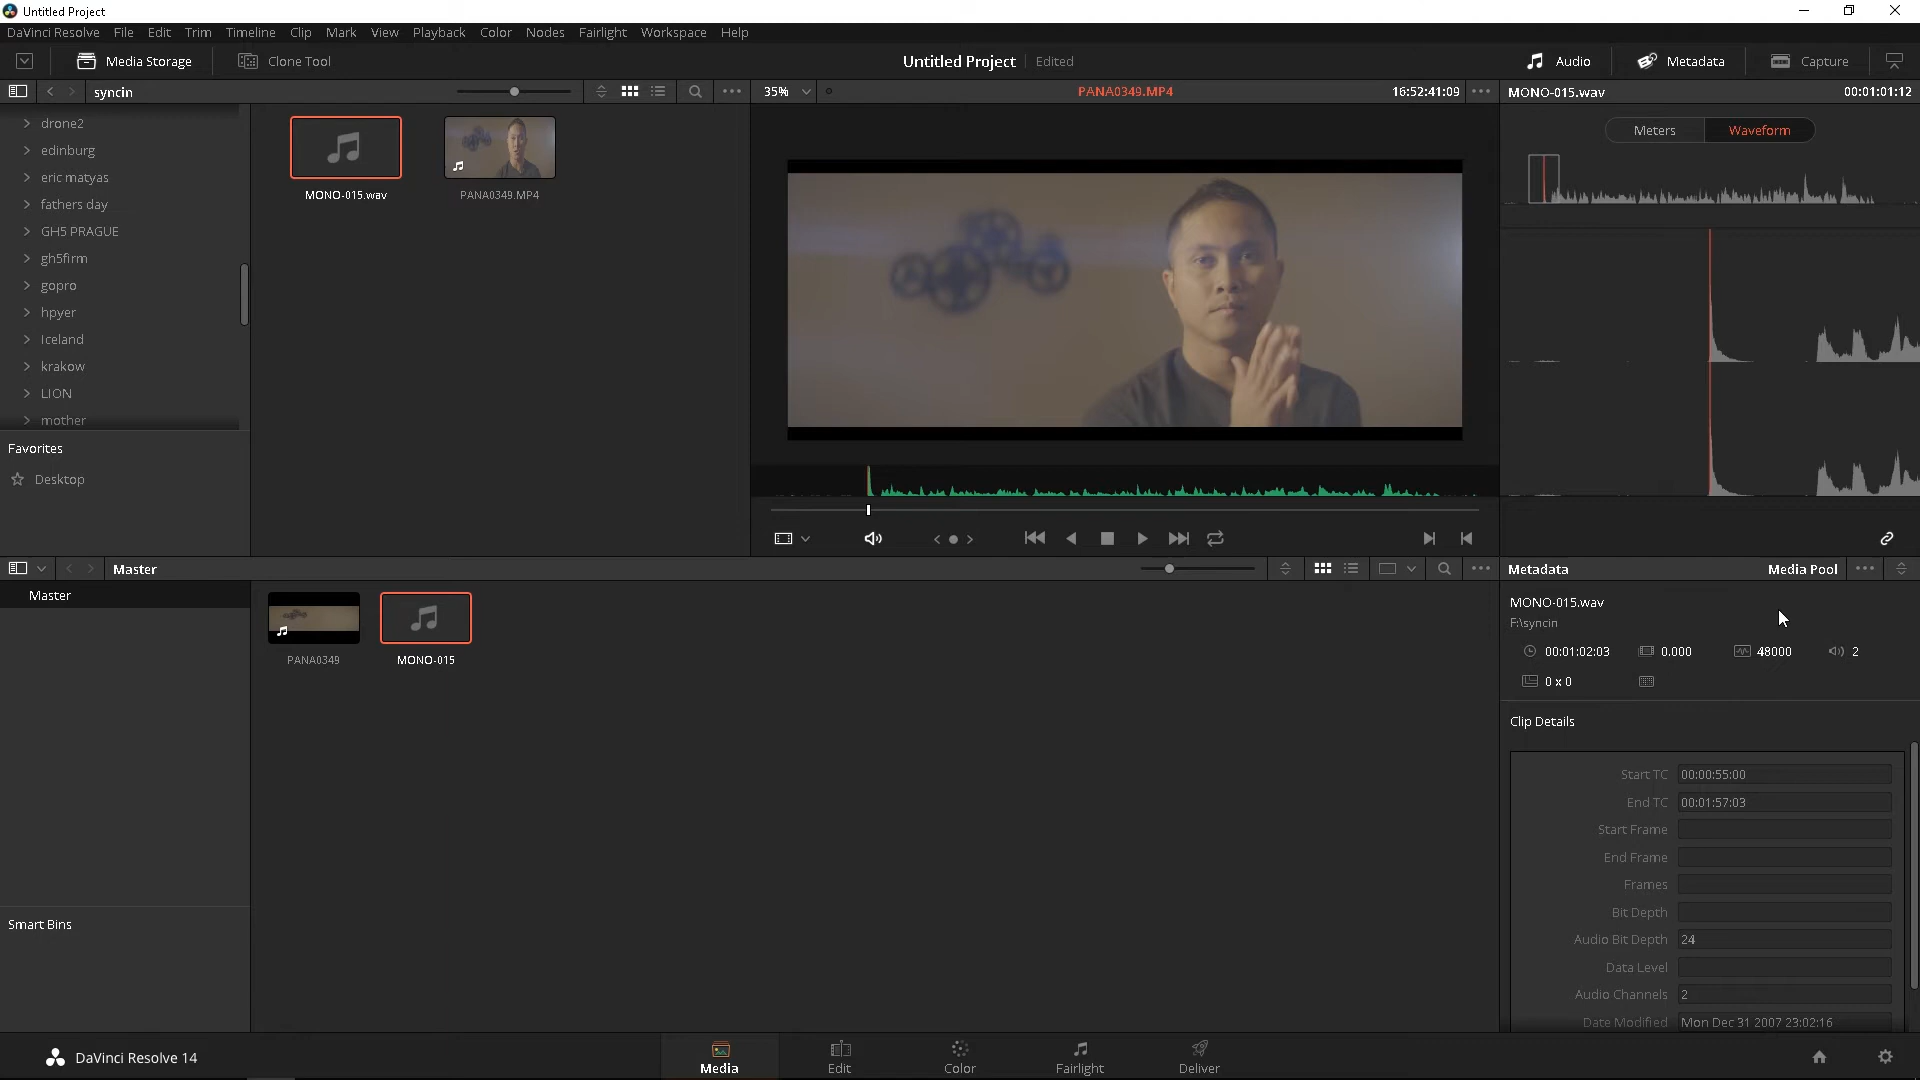 Untitled Project
DaVinci Resolve File Edit Trim Timeline Clip Mark View Playback Color Nodes Fairlight Workspace Help
Media Storage Clone Tool Untitled Project Edited Audio Metadata Capture
syncin 35% PANA0349.MP4 16:52:41:09 MONO-015.wav 00:01:01:12
drone2
edinburg
eric matyas
fathers day
GH5 PRAGUE
gh5firm
gopro
hpyer
Iceland
krakow
LION
mother
Favorites
Desktop
MONO-015.wav PANA0349.MP4
Meters Waveform
Master
Master
Smart Bins
PANA0349 MONO-015
Metadata Media Pool
MONO-015.wav
F:\syncin
00:01:02:03 0.000 48000 2
0 x 0
Clip Details
Start TC 00:00:55:00
End TC 00:01:57:03
Start Frame
End Frame
Frames
Bit Depth
Audio Bit Depth 24
Data Level
Audio Channels 2
Date Modified Mon Dec 31 2007 23:02:16
DaVinci Resolve 14 Media Edit Color Fairlight Deliver